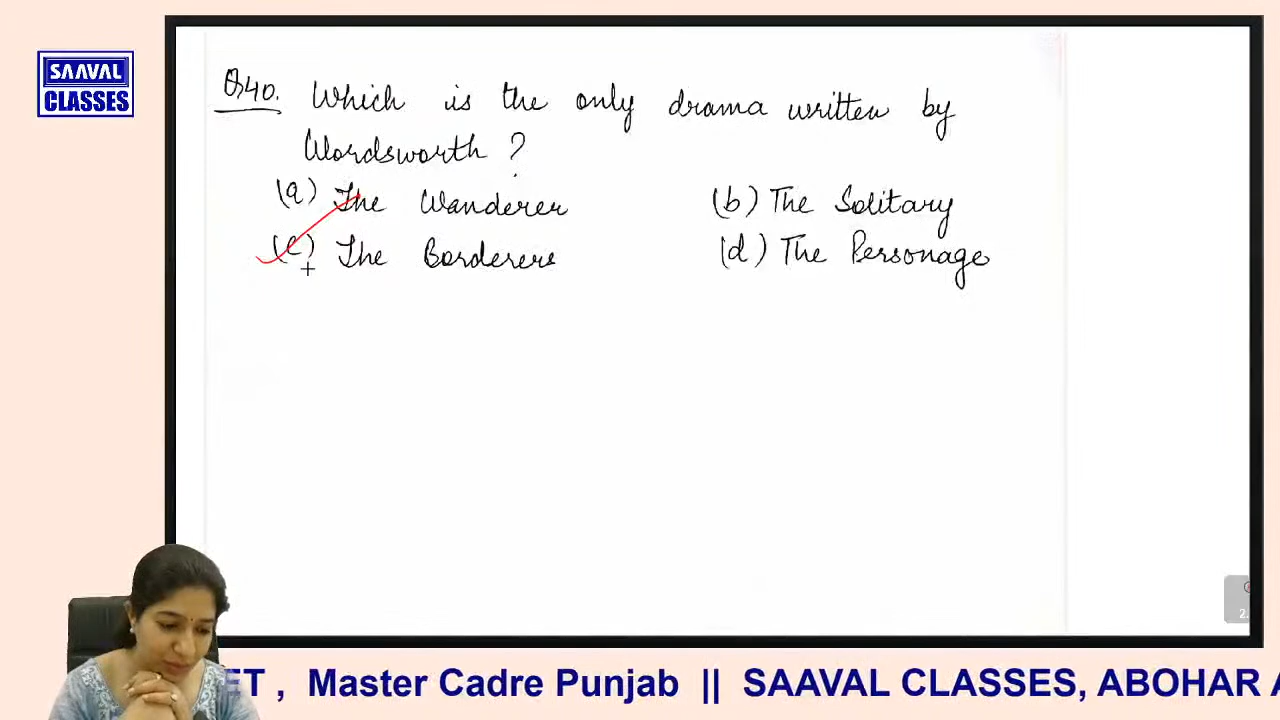 SAAVAL
CLASSES
Q40. Which is the only drama written by
Wordsworth ?
(a) The Wanderer (b) The Solitary
(c) The Borderers (d) The Personage
ET , Master Cadre Punjab || SAAVAL CLASSES, ABOHAR A